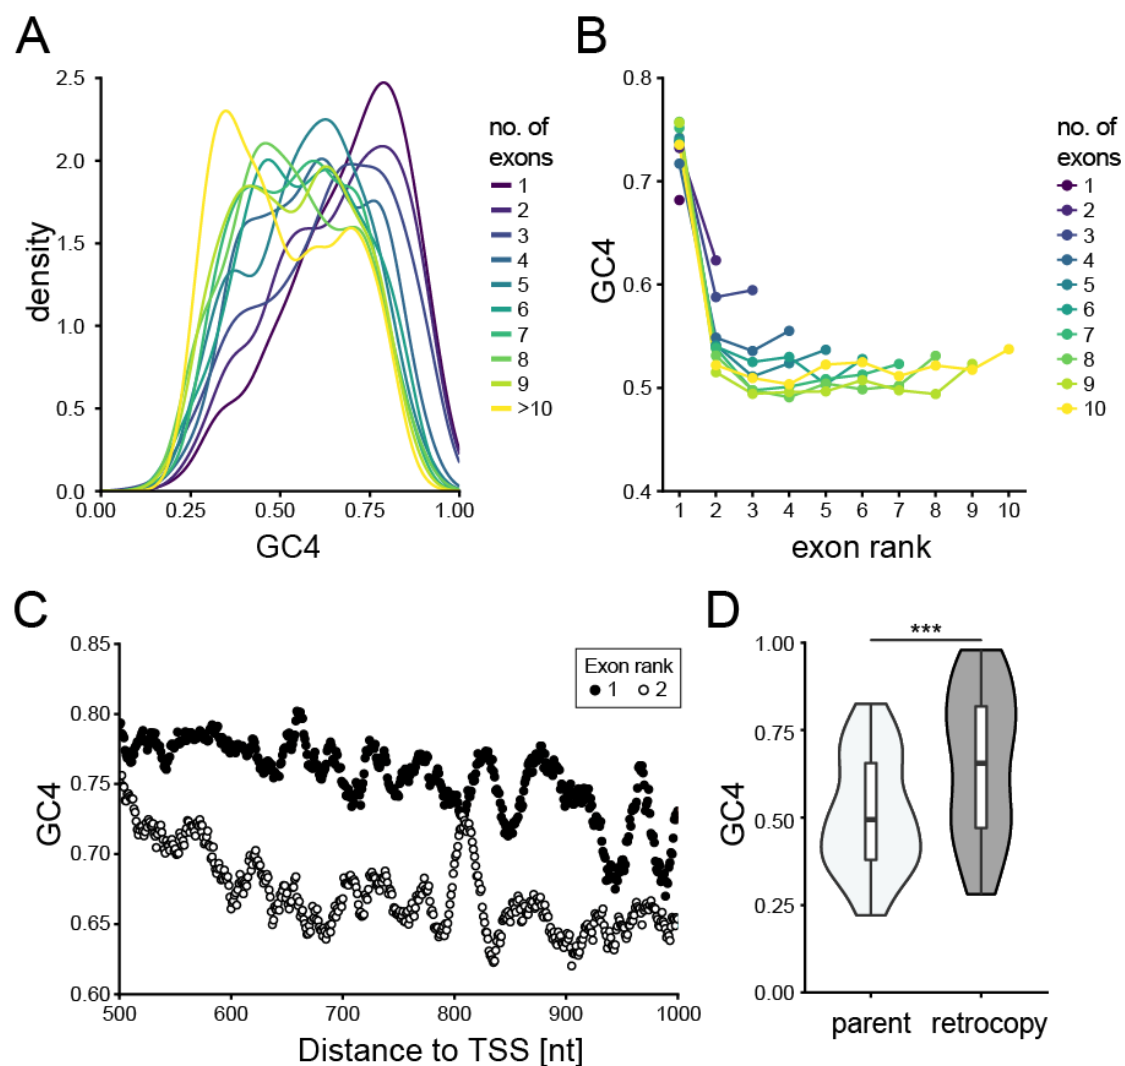 A
2.5
2.0
1.5
1.0
0.5
0.0
density
0.00
0.25
0.50
0.75
1.00
GC4
no. of
exons
1
2
3
4
5
6
7
8
9
>10
B
0.8
0.7
0.6
0.5
0.4
GC4
1 2 3 4 5 6 7 8 9 10
exon rank
no. of
exons
1
2
3
4
5
6
7
8
9
10
C
0.85
0.80
0.75
0.70
0.65
0.60
GC4
Exon rank
1 2
500 600 700 800 900 1000
Distance to TSS [nt]
D
1.00
0.75
0.50
0.25
0.00
GC4
***
parent retrocopy